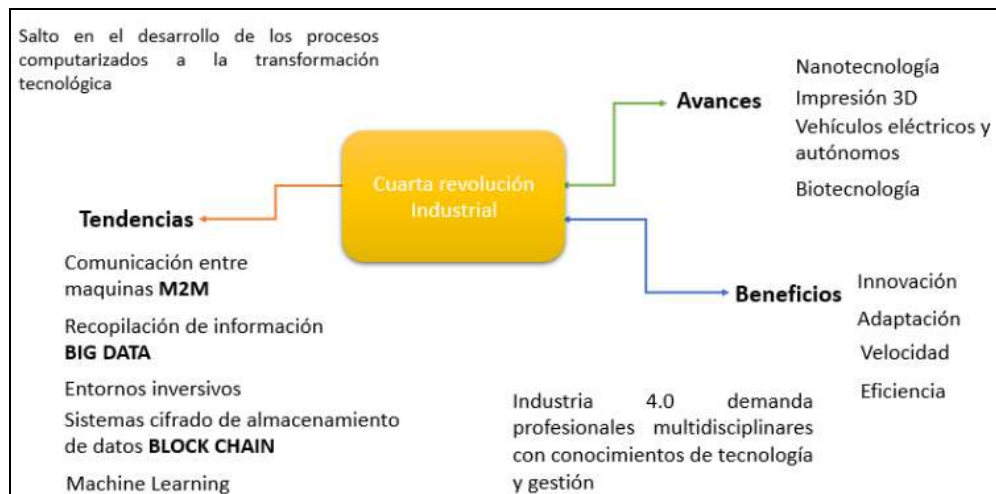 Salto en el desarrollo de los procesos
computarizados a la transformación
tecnológica
Cuarta revolución
Industrial
Tendencias
Comunicación entre
maquinas M2M
Recopilación de información
BIG DATA
Entornos inversivos
Sistemas cifrado de almacenamiento
de datos BLOCK CHAIN
Machine Learning
Avances
Nanotecnología
Impresión 3D
Vehículos eléctricos y
autónomos
Biotecnología
Beneficios
Innovación
Adaptación
Velocidad
Eficiencia
Industria 4.0 demanda
profesionales multidisciplinares
con conocimientos de tecnología
y gestión